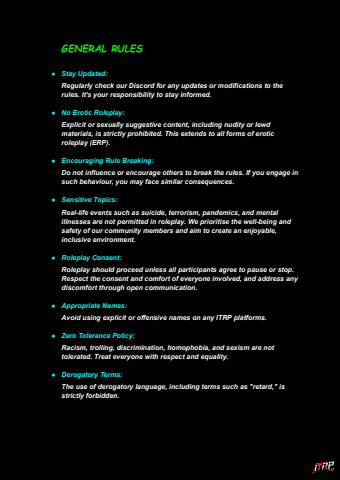 GENERAL RULES
● Stay Updated:
Regularly check our Discord for any updates or modifications to the
rules. It's your responsibility to stay informed.
● No Erotic Roleplay:
Explicit or sexually suggestive content, including nudity or lewd
materials, is strictly prohibited. This extends to all forms of erotic
roleplay (ERP).
● Encouraging Rule Breaking:
Do not influence or encourage others to break the rules. If you engage in
such behaviour, you may face similar consequences.
● Sensitive Topics:
Real-life events such as suicide, terrorism, pandemics, and mental
illnesses are not permitted in roleplay. We prioritise the well-being and
safety of our community members and aim to create an enjoyable,
inclusive environment.
● Roleplay Consent:
Roleplay should proceed unless all participants agree to pause or stop.
Respect the consent and comfort of everyone involved, and address any
discomfort through open communication.
● Appropriate Names:
Avoid using explicit or offensive names on any ITRP platforms.
● Zero Tolerance Policy:
Racism, trolling, discrimination, homophobia, and sexism are not
tolerated. Treat everyone with respect and equality.
● Derogatory Terms:
The use of derogatory language, including terms such as "retard," is
strictly forbidden.
ITRP